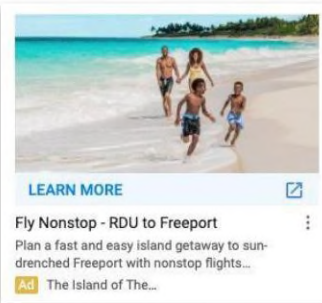 LEARN MORE
Fly Nonstop - RDU to Freeport
Plan a fast and easy island getaway to sun-
drenched Freeport with nonstop flights...
Ad The Island of The...